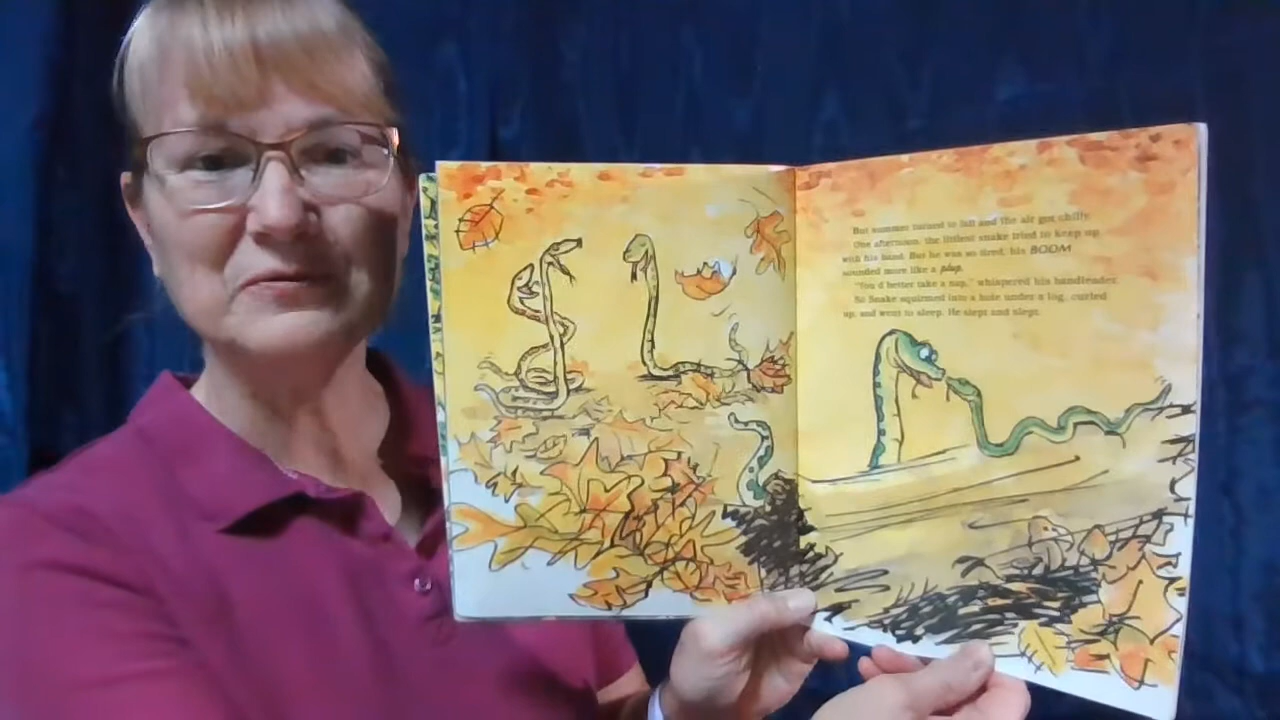 But summer turned to fall and the air got chilly.
One afternoon, the littlest snake tried to keep up
with his band. But he was so tired, his BOOM
sounded more like a plup.
"You'd better take a nap," whispered his bandleader.
So Snake squirmed into a hole under a log, curled
up, and went to sleep. He slept and slept.